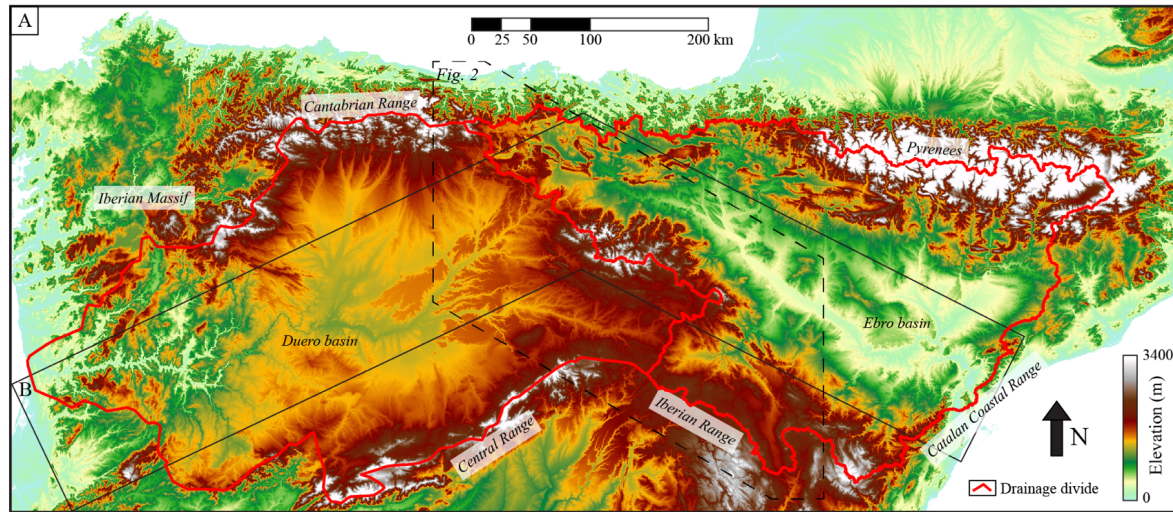 A
0 25 50 100 200 km
Fig. 2
Cantabrian Range
Pyrenees
Iberian Massif
Duero basin
Ebro basin
B
Central Range
Iberian Range
Catalan Coastal Range
N
3400
Elevation (m)
0
Drainage divide